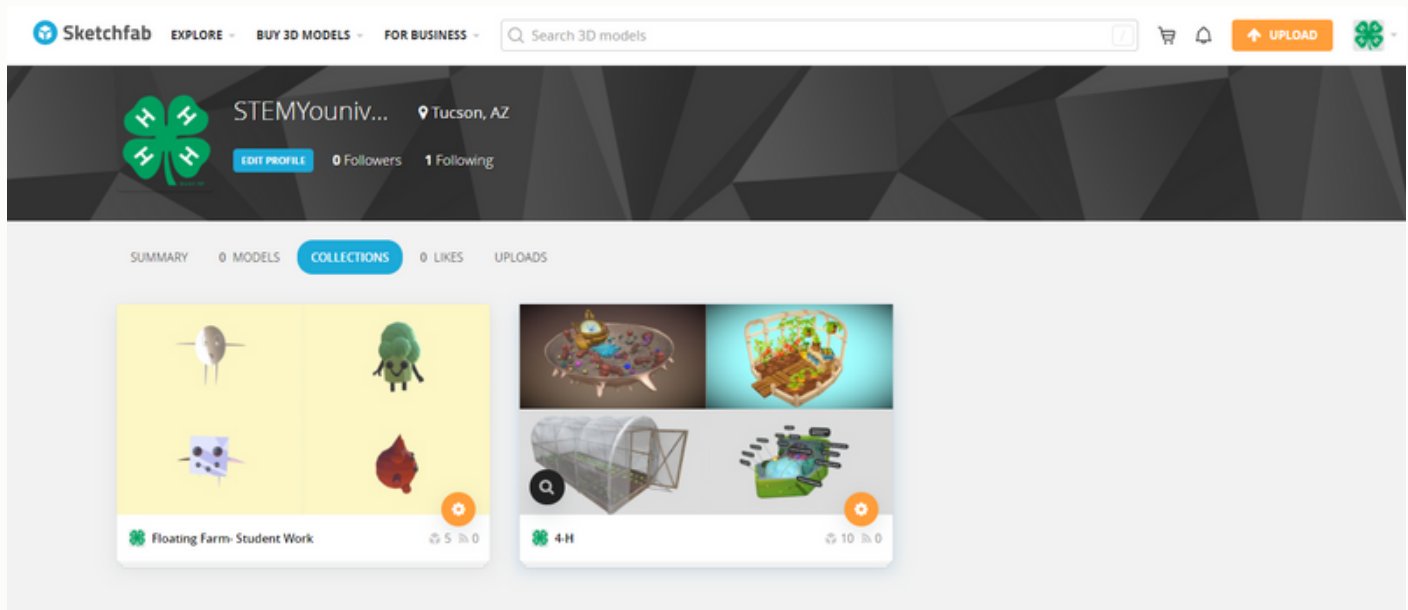 Sketchfab EXPLORE BUY 3D MODELS FOR BUSINESS Search 3D models / UPLOAD
STEMYouniv... Tucson, AZ
EDIT PROFILE 0 Followers 1 Following
SUMMARY 0 MODELS COLLECTIONS 0 LIKES UPLOADS
Floating Farm- Student Work 5 0
4-H 10 0
H H
H H